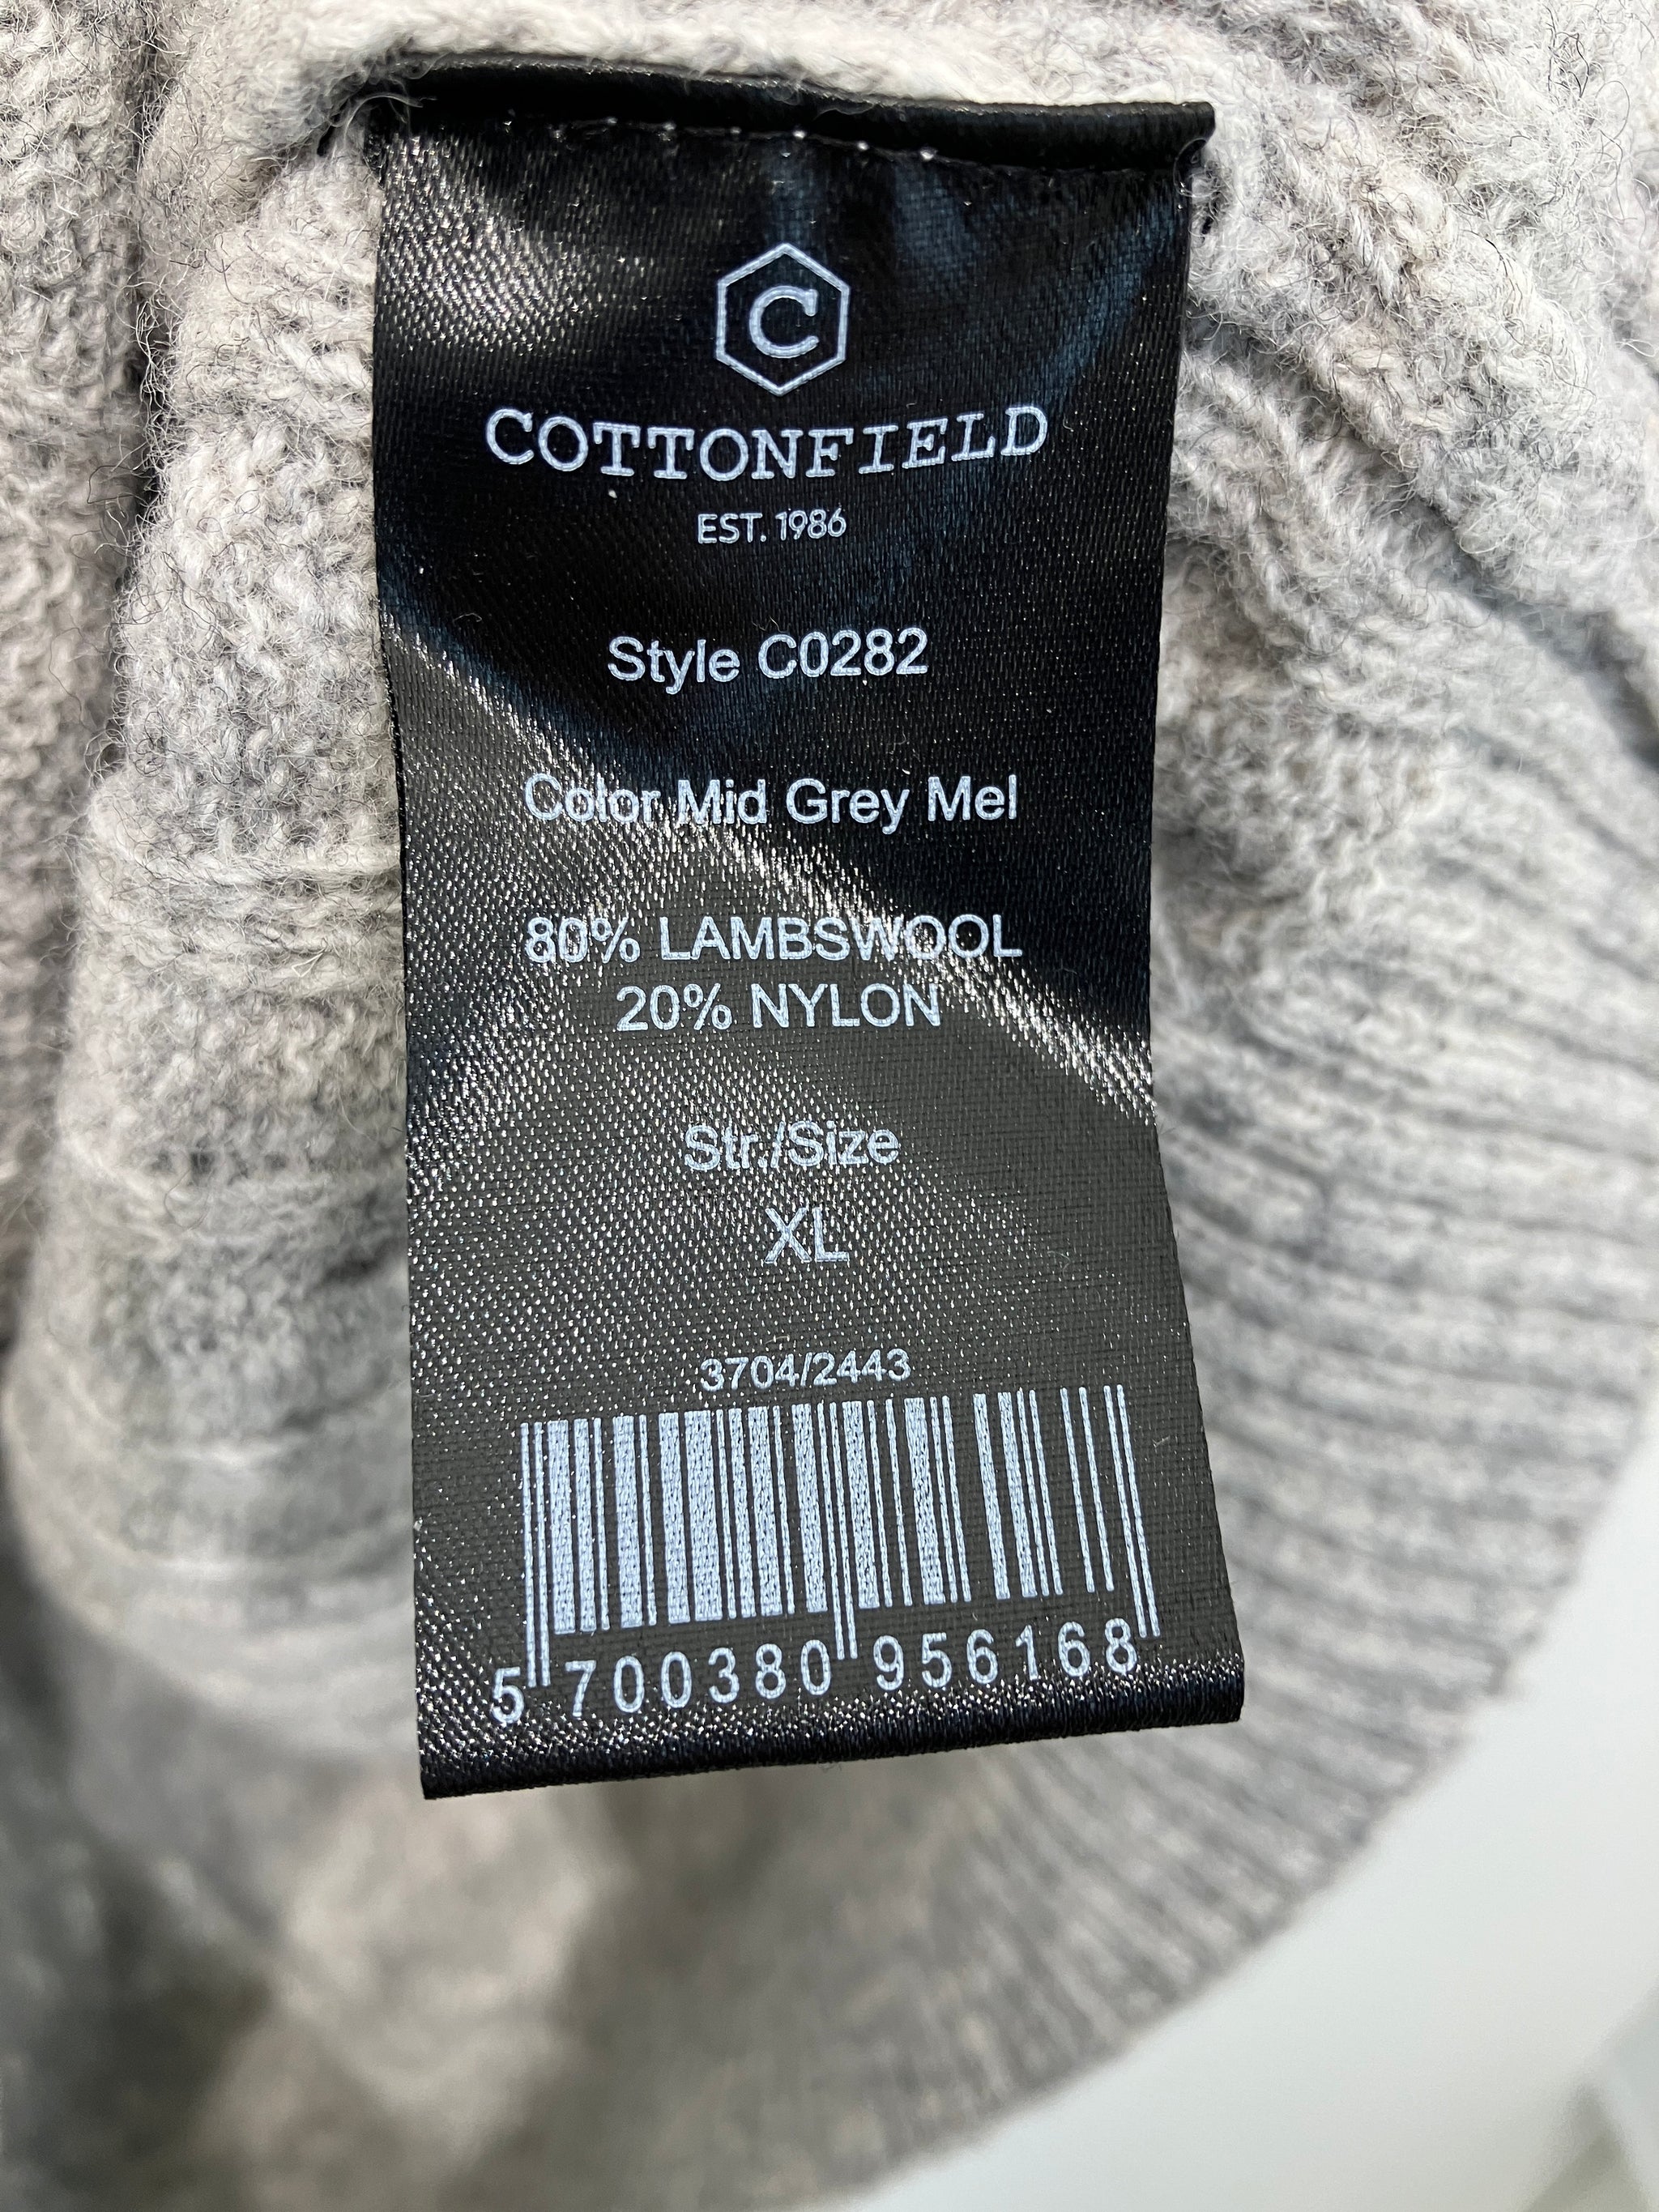 C
COTTONFIELD
EST. 1986
Style C0282
Color Mid Grey Mel
80% LAMBSWOOL
20% NYLON
Str./Size
XL
3704/2443
5 700380 956168